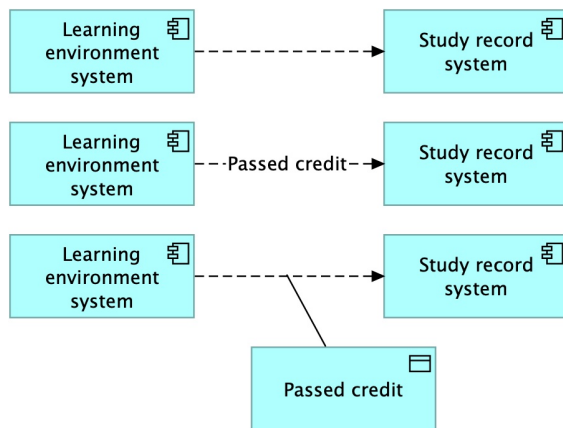 Learning
environment
system
Study record
system
Learning
environment
system
Passed credit
Study record
system
Learning
environment
system
Study record
system
Passed credit